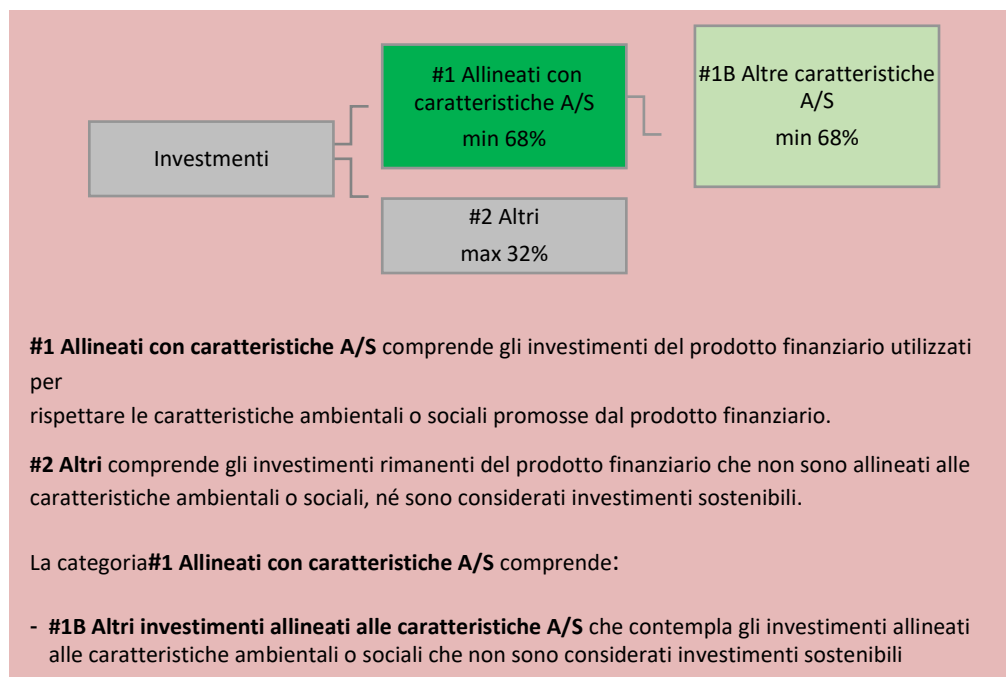 #1 Allineati con
caratteristiche A/S
min 68%
#1B Altre caratteristiche
A/S
min 68%
Investmenti
#2 Altri
max 32%
#1 Allineati con caratteristiche A/S comprende gli investimenti del prodotto finanziario utilizzati
per
rispettare le caratteristiche ambientali o sociali promosse dal prodotto finanziario.
#2 Altri comprende gli investimenti rimanenti del prodotto finanziario che non sono allineati alle
caratteristiche ambientali o sociali, né sono considerati investimenti sostenibili.
La categoria#1 Allineati con caratteristiche A/S comprende:
- #1B Altri investimenti allineati alle caratteristiche A/S che contempla gli investimenti allineati
alle caratteristiche ambientali o sociali che non sono considerati investimenti sostenibili